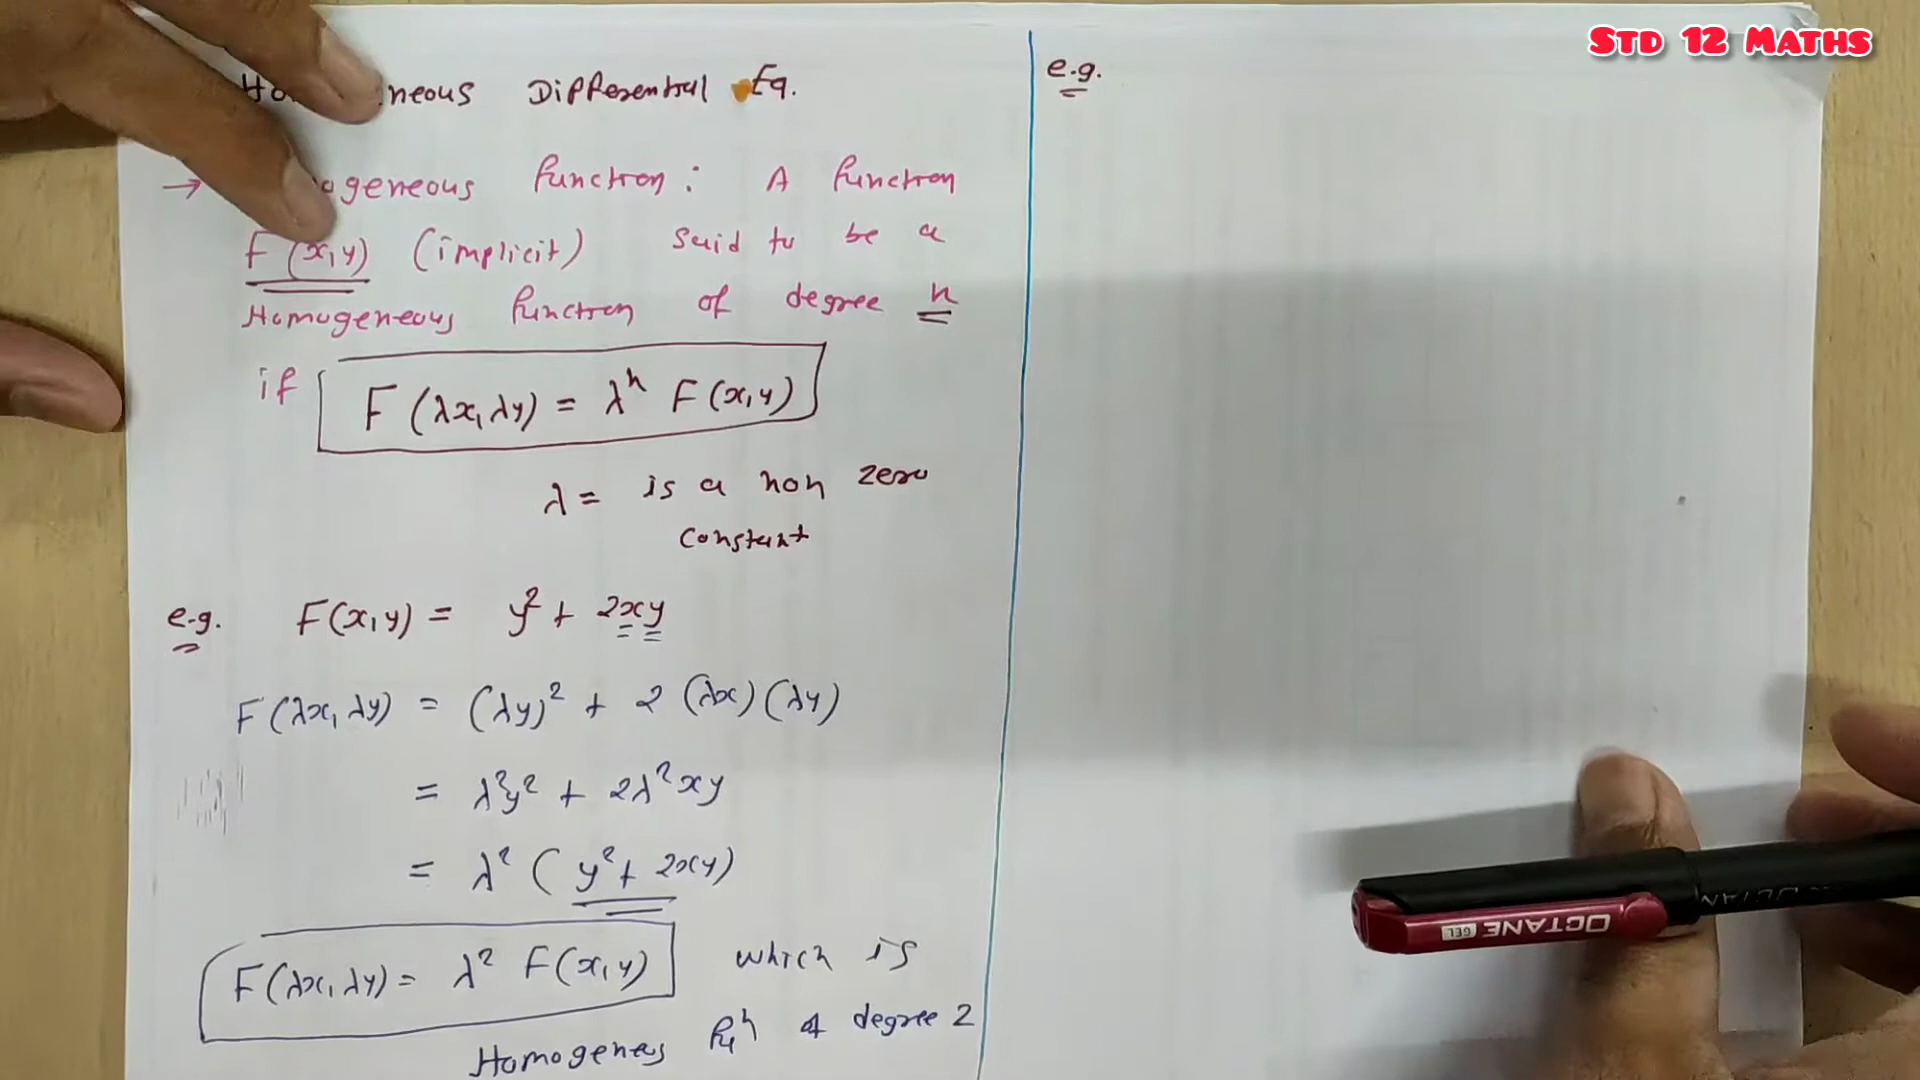 neous Differential Eq.
→ ogeneous function : A function
F (x,y) (implicit) said to be a
Homogeneous function of degree n
if F (λx, λy) = λⁿ F (x,y)
λ = is a non zero
constant
e.g. F(x,y) = y² + 2xy
F(λx, λy) = (λy)² + 2 (λx) (λy)
= λ²y² + 2λ²xy
= λ² ( y² + 2xy)
F(λx, λy) = λ² F(x,y) which is
Homogeneous fuⁿ of degree 2
e.g.
STD 12 MATHS
OCTANE
GEL